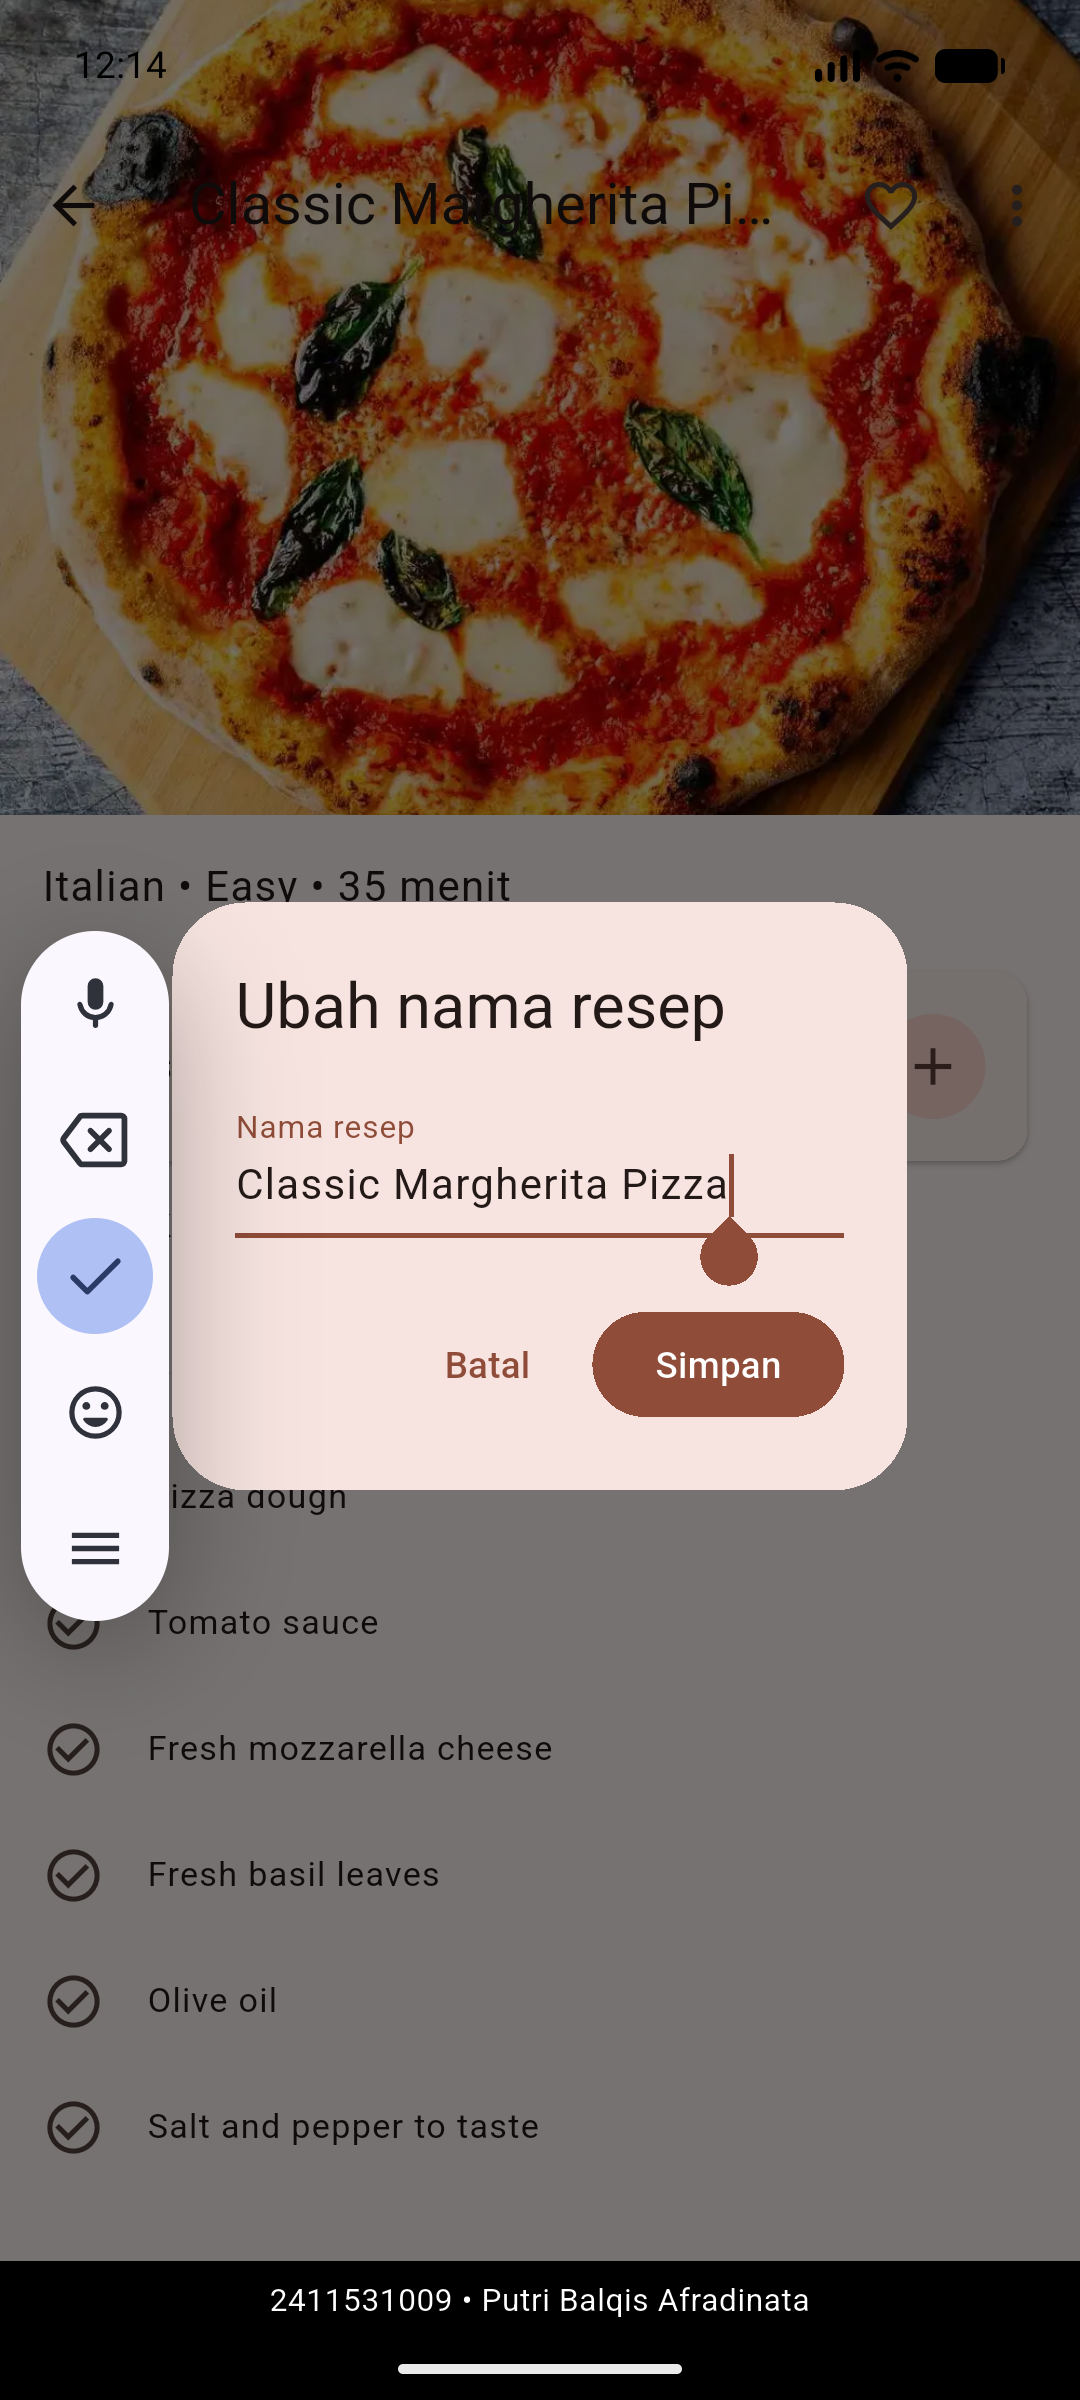 12:14
Classic Margherita Pi...
Italian • Easy • 35 menit
Ubah nama resep
Nama resep
Classic Margherita Pizza
Batal
Simpan
izza dough
Tomato sauce
Fresh mozzarella cheese
Fresh basil leaves
Olive oil
Salt and pepper to taste
2411531009 • Putri Balqis Afradinata